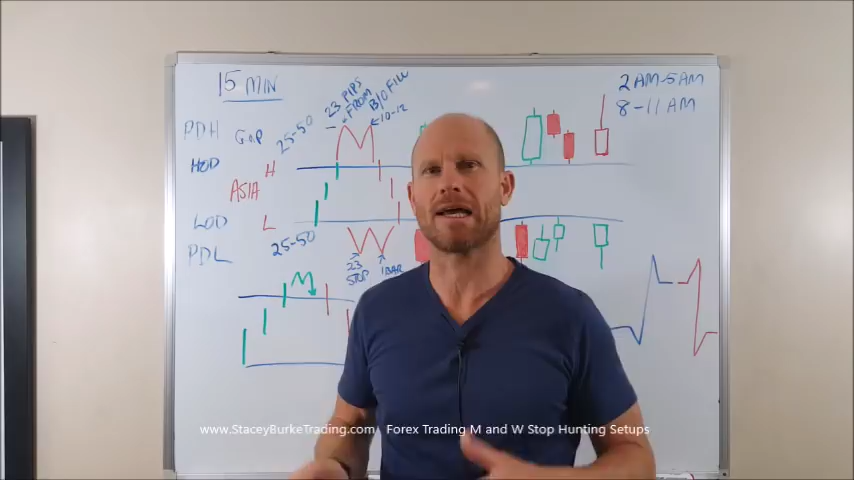 15 MIN
2AM-5AM
8-11 AM
23 PIPS
FROM
B/O FILL
10-12
PDH GAP 25-50
HOD
ASIA H
LOD L
PDL 25-50
23
STOP
1 BAR
www.StaceyBurkeTrading.com Forex Trading M and W Stop Hunting Setups